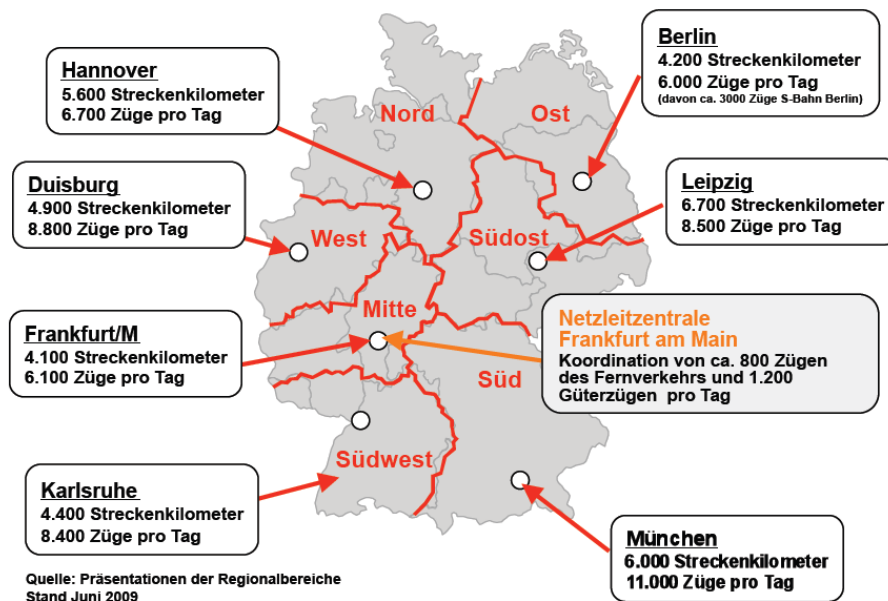 Hannover
5.600 Streckenkilometer
6.700 Züge pro Tag
Berlin
4.200 Streckenkilometer
6.000 Züge pro Tag
(davon ca. 3000 Züge S-Bahn Berlin)
Nord
Ost
Duisburg
4.900 Streckenkilometer
8.800 Züge pro Tag
Leipzig
6.700 Streckenkilometer
8.500 Züge pro Tag
West
Südost
Mitte
Frankfurt/M
4.100 Streckenkilometer
6.100 Züge pro Tag
Netzleitzentrale
Frankfurt am Main
Koordination von ca. 800 Zügen
des Fernverkehrs und 1.200
Güterzügen pro Tag
Süd
Südwest
Karlsruhe
4.400 Streckenkilometer
8.400 Züge pro Tag
München
6.000 Streckenkilometer
11.000 Züge pro Tag
Quelle: Präsentationen der Regionalbereiche
Stand Juni 2009